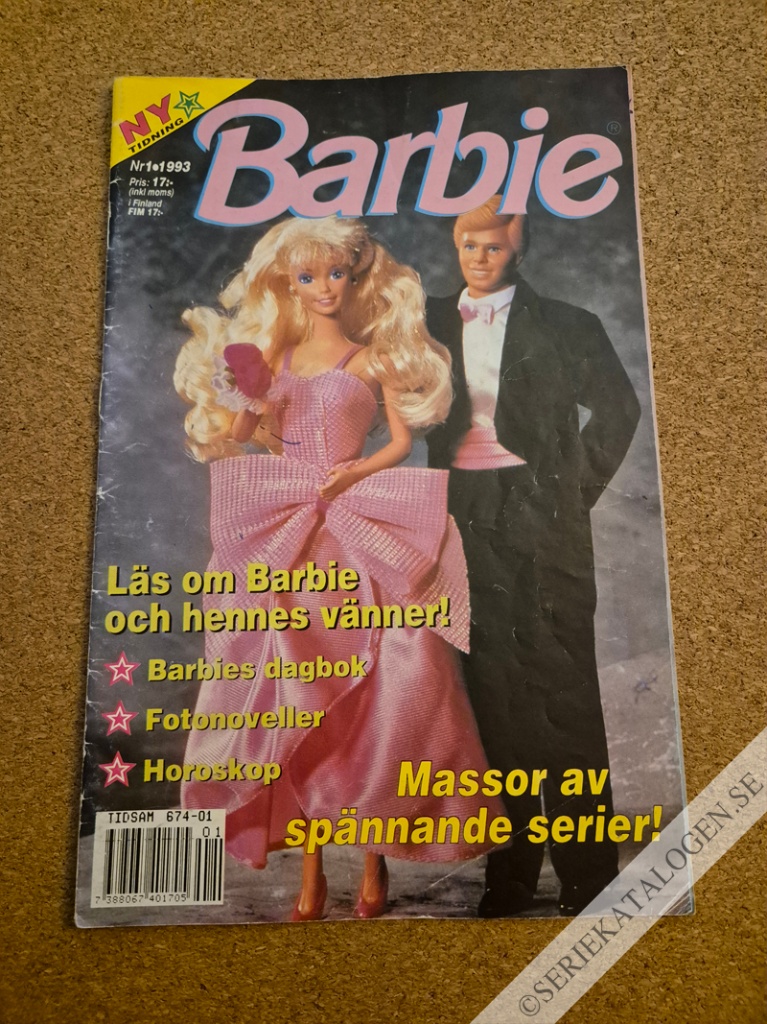 NY
TIDNING
Barbie®
Nr1•1993
Pris: 17:-
(inkl moms)
i Finland
FIM 17:-
Läs om Barbie
och hennes vänner!
Barbies dagbok
Fotonoveller
Horoskop
Massor av
spännande serier!
TIDSAM 674-01
01
7 388067 401705
©SERIEKATALOGEN.SE